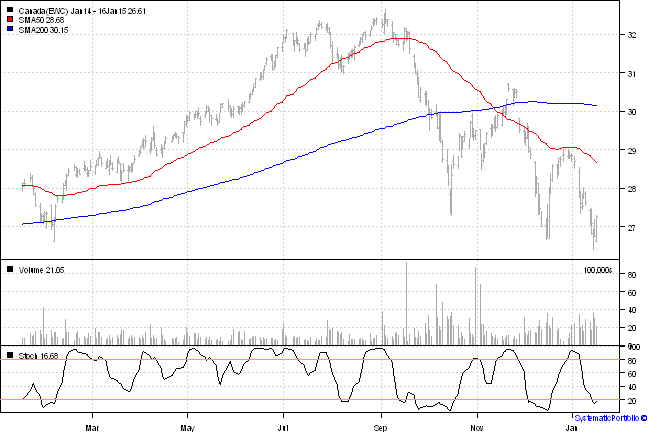 Canada(EWC) Jan14 - 16Jan15 26.61
SMA50 28.68
SMA200 30.15
32
31
30
29
28
27
Volume 21.05
100,000s
80
60
40
20
0
Stoch 16.68
100
80
60
40
20
Mar May Jul Sep Nov Jan
SystematicPortfolio ©